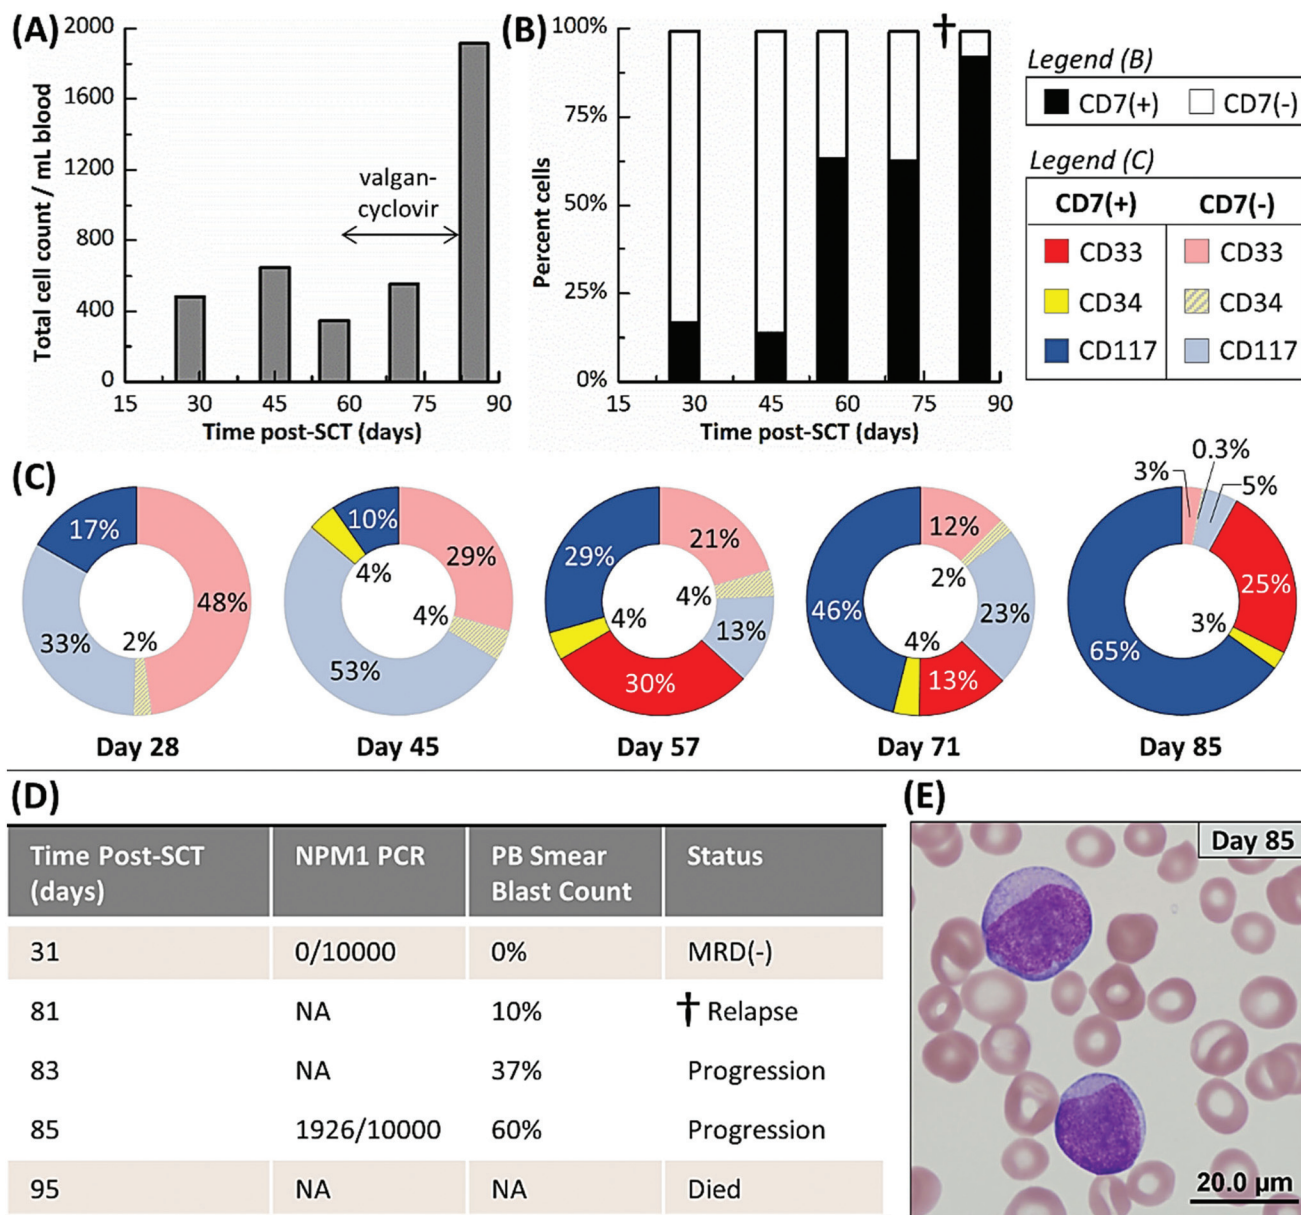 (A)
2000
1600
1200
800
400
0
Total cell count / mL blood
valgan-
cyclovir
15 30 45 60 75 90
Time post-SCT (days)
(B)
100%
75%
50%
25%
0%
Percent cells
†
15 30 45 60 75 90
Time post-SCT (days)
Legend (B)
CD7(+) CD7(-)
Legend (C)
CD7(+) CD7(-)
CD33 CD33
CD34 CD34
CD117 CD117
(C)
17% 48% 2% 33%
Day 28
10% 29% 4% 4% 53%
Day 45
29% 21% 4% 4% 13% 30%
Day 57
12% 46% 2% 23% 4% 13%
Day 71
0.3%
3% 5%
25%
3%
65%
Day 85
(D)
Time Post-SCT (days) NPM1 PCR PB Smear Blast Count Status
31 0/10000 0% MRD(-)
81 NA 10% † Relapse
83 NA 37% Progression
85 1926/10000 60% Progression
95 NA NA Died
(E)
Day 85
20.0 µm